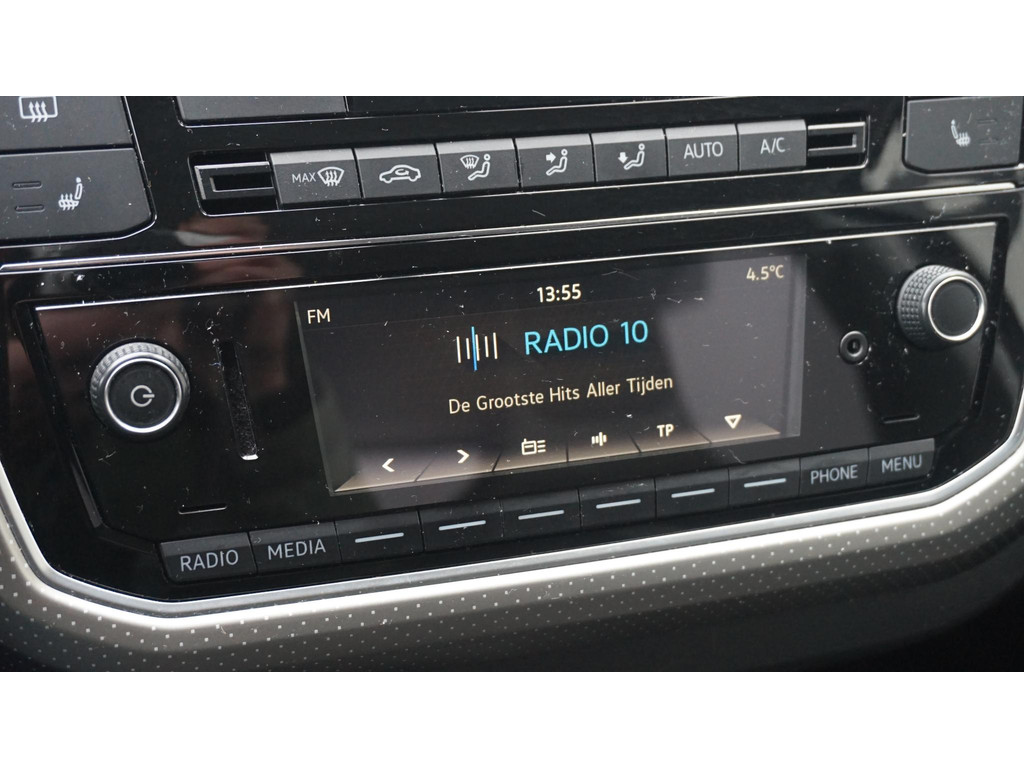 MAX
AUTO
A/C
FM
13:55
4.5°C
RADIO 10
De Grootste Hits Aller Tijden
TP
RADIO
MEDIA
PHONE
MENU